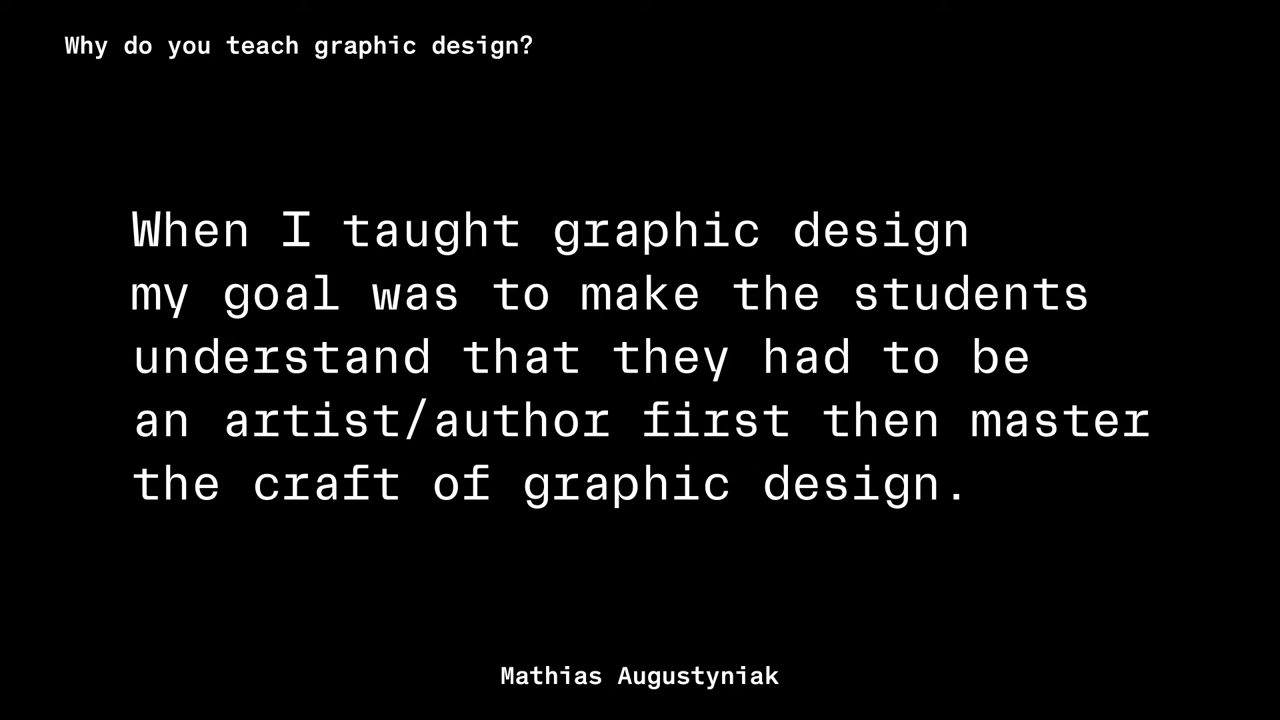 Why do you teach graphic design?
When I taught graphic design
my goal was to make the students
understand that they had to be
an artist/author first then master
the craft of graphic design.
Mathias Augustyniak